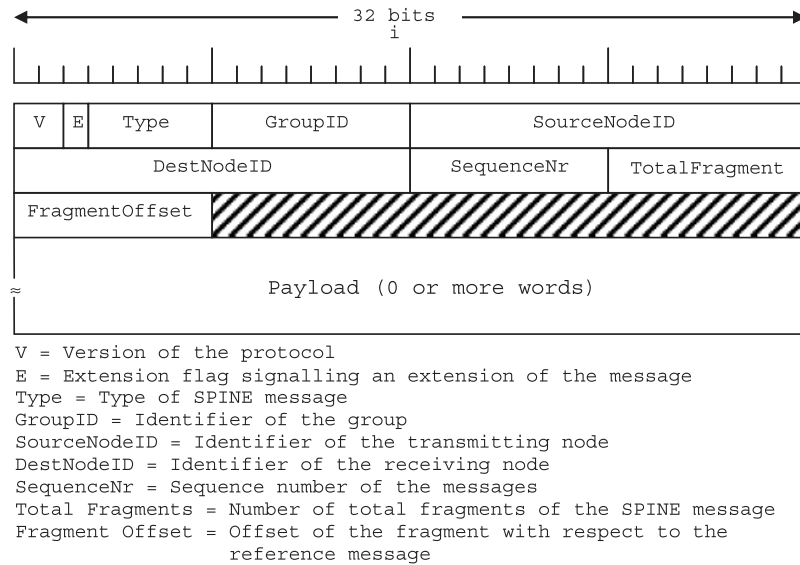 32 bits
i
V E Type GroupID SourceNodeID
DestNodeID SequenceNr TotalFragment
FragmentOffset
≈ Payload (0 or more words)
V = Version of the protocol
E = Extension flag signalling an extension of the message
Type = Type of SPINE message
GroupID = Identifier of the group
SourceNodeID = Identifier of the transmitting node
DestNodeID = Identifier of the receiving node
SequenceNr = Sequence number of the messages
Total Fragments = Number of total fragments of the SPINE message
Fragment Offset = Offset of the fragment with respect to the
reference message